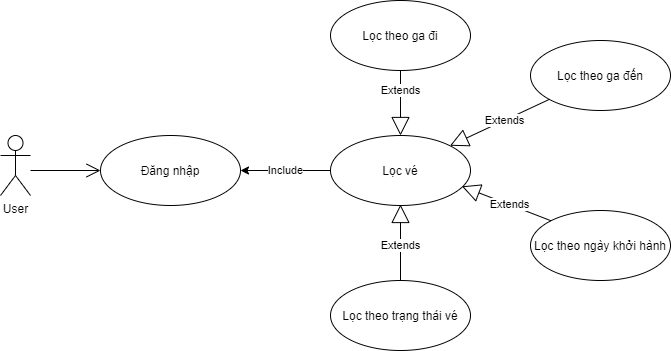 Lọc theo ga đi
Lọc theo ga đến
Extends
Extends
User
Đăng nhập
Include
Lọc vé
Extends
Lọc theo ngày khởi hành
Extends
Lọc theo trạng thái vé